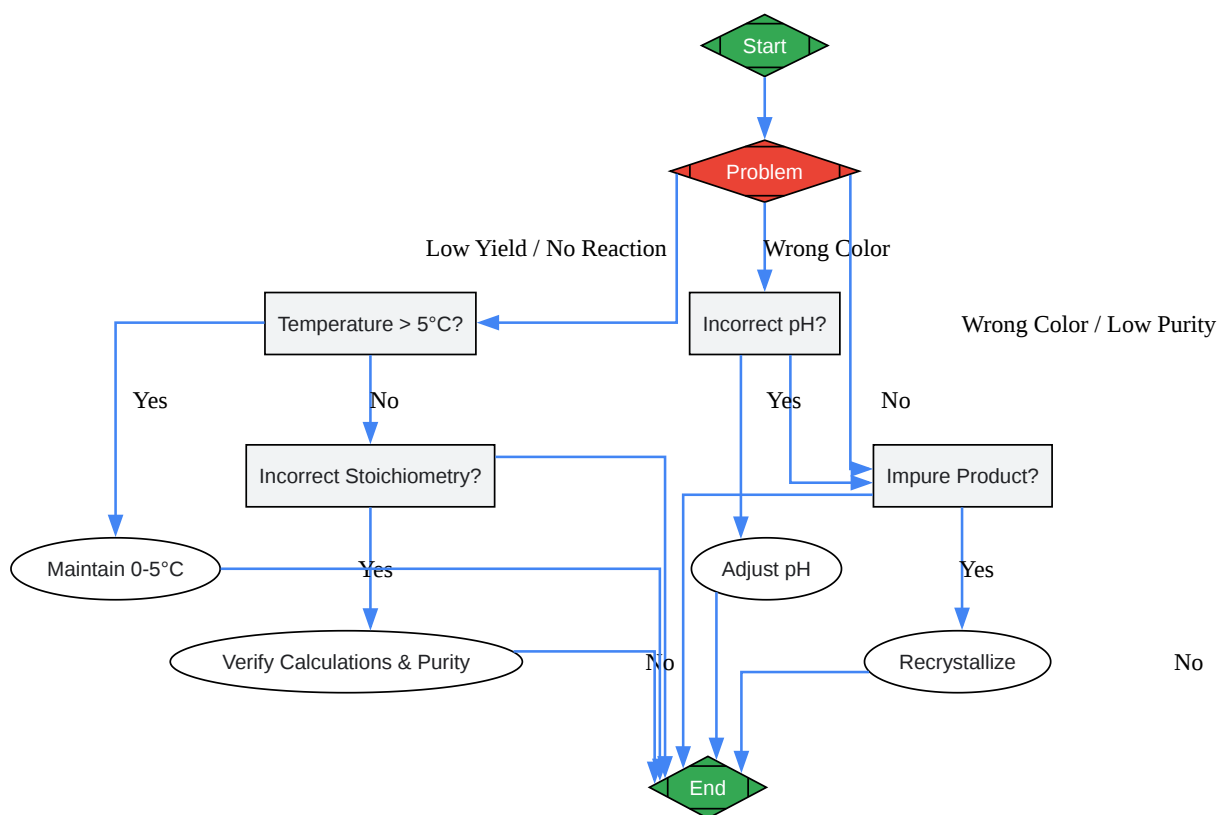 Start
Problem
Low Yield / No Reaction
Wrong Color
Temperature > 5°C?
Incorrect pH?
Wrong Color / Low Purity
Yes
No
Yes
No
Incorrect Stoichiometry?
Impure Product?
Maintain 0-5°C
Yes
Adjust pH
Yes
Verify Calculations & Purity
No
Recrystallize
No
End